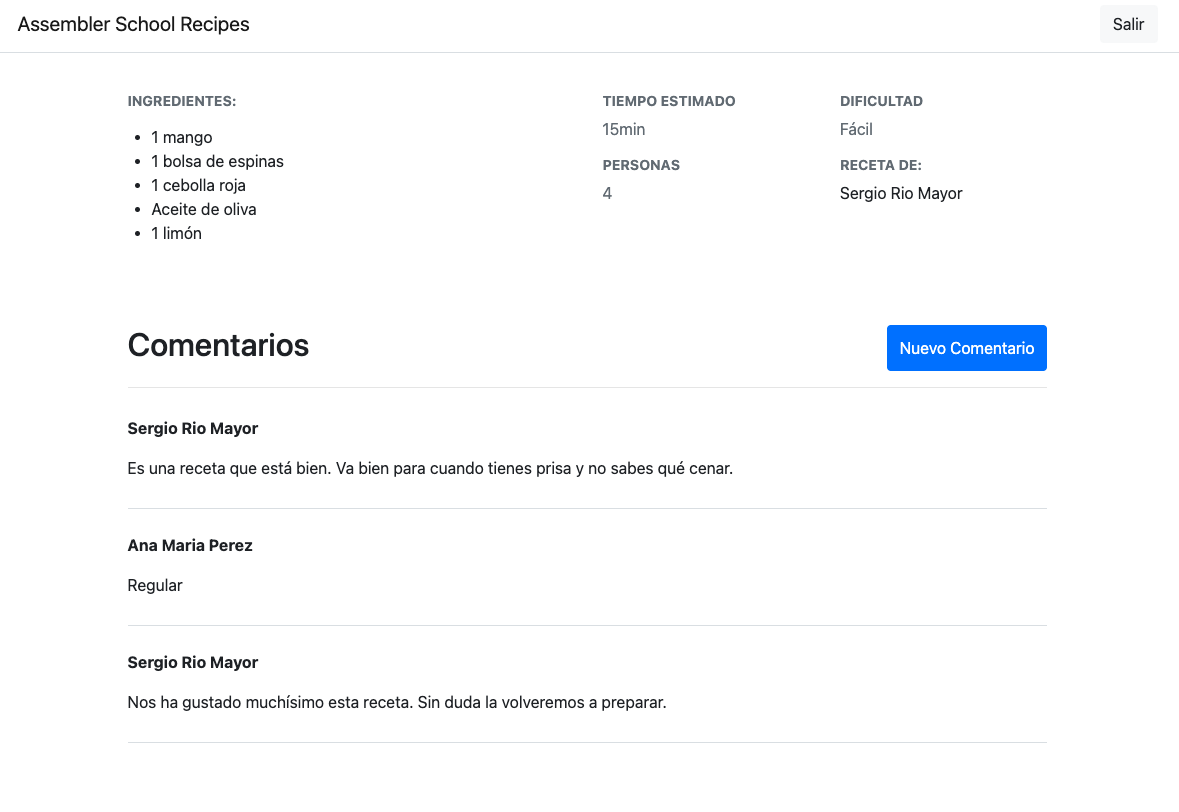 Assembler School Recipes
Salir
INGREDIENTES:
1 mango
1 bolsa de espinas
1 cebolla roja
Aceite de oliva
1 limón
TIEMPO ESTIMADO
15min
PERSONAS
4
DIFICULTAD
Fácil
RECETA DE:
Sergio Rio Mayor
Comentarios
Nuevo Comentario
Sergio Rio Mayor
Es una receta que está bien. Va bien para cuando tienes prisa y no sabes qué cenar.
Ana Maria Perez
Regular
Sergio Rio Mayor
Nos ha gustado muchísimo esta receta. Sin duda la volveremos a preparar.